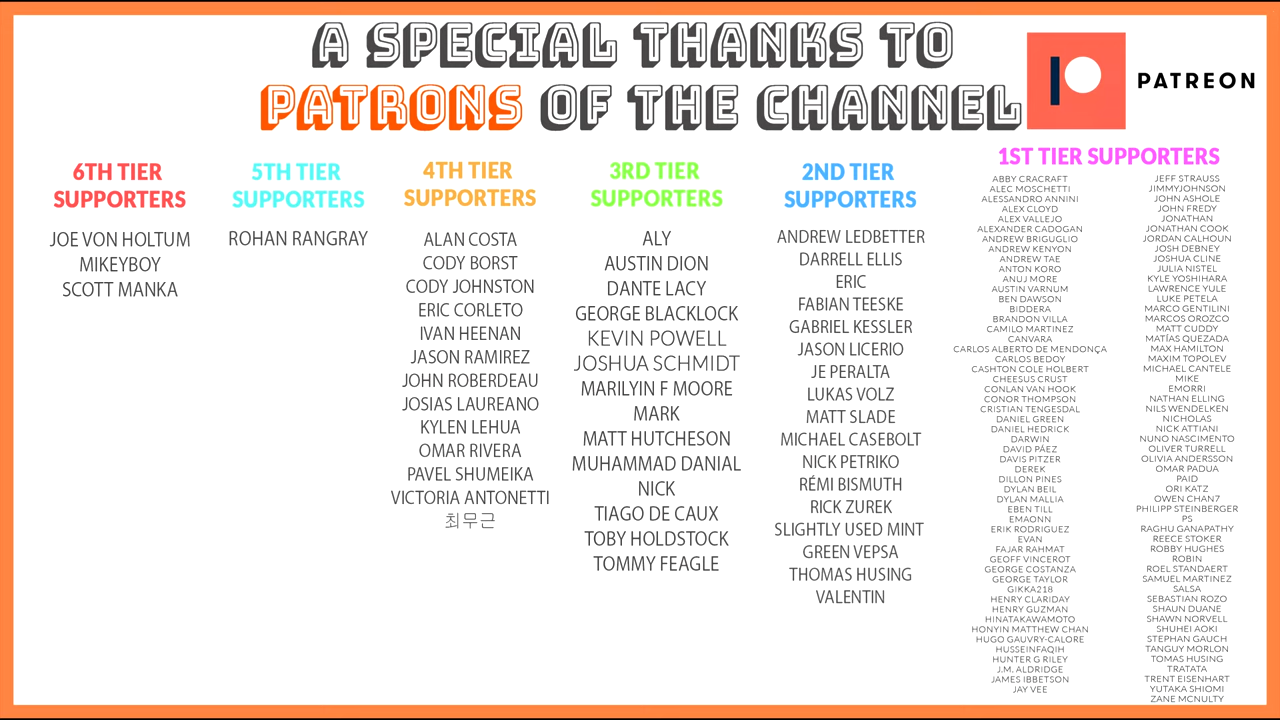 A SPECIAL THANKS TO
PATRONS OF THE CHANNEL
PATREON
6TH TIER
SUPPORTERS
JOE VON HOLTUM
MIKEYBOY
SCOTT MANKA
5TH TIER
SUPPORTERS
ROHAN RANGRAY
4TH TIER
SUPPORTERS
ALAN COSTA
CODY BORST
CODY JOHNSTON
ERIC CORLETO
IVAN HEENAN
JASON RAMIREZ
JOHN ROBERDEAU
JOSIAS LAUREANO
KYLEN LEHUA
OMAR RIVERA
PAVEL SHUMEIKA
VICTORIA ANTONETTI
최무근
3RD TIER
SUPPORTERS
ALY
AUSTIN DION
DANTE LACY
GEORGE BLACKLOCK
KEVIN POWELL
JOSHUA SCHMIDT
MARILYIN F MOORE
MARK
MATT HUTCHESON
MUHAMMAD DANIAL
NICK
TIAGO DE CAUX
TOBY HOLDSTOCK
TOMMY FEAGLE
2ND TIER
SUPPORTERS
ANDREW LEDBETTER
DARRELL ELLIS
ERIC
FABIAN TEESKE
GABRIEL KESSLER
JASON LICERIO
JE PERALTA
LUKAS VOLZ
MATT SLADE
MICHAEL CASEBOLT
NICK PETRIKO
RÉMI BISMUTH
RICK ZUREK
SLIGHTLY USED MINT
GREEN VEPSA
THOMAS HUSING
VALENTIN
1ST TIER SUPPORTERS
ABBY CRACRAFT
ALEC MOSCHETTI
ALESSANDRO ANNINI
ALEX CLOYD
ALEX VALLEJO
ALEXANDER CADOGAN
ANDREW BRIGUGLIO
ANDREW KENYON
ANDREW TAE
ANTON KORO
ANUJ MORE
AUSTIN VARNUM
BEN DAWSON
BIDDERA
BRANDON VILLA
CAMILO MARTINEZ
CANVARA
CARLOS ALBERTO DE MENDONÇA
CARLOS BEDOY
CASHTON COLE HOLBERT
CHEESUS CRUST
CONLAN VAN HOOK
CONOR THOMPSON
CRISTIAN TENGESDAL
DANIEL GREEN
DANIEL HEDRICK
DARWIN
DAVID PÁEZ
DAVIS PITZER
DEREK
DILLON PINES
DYLAN BEIL
DYLAN MALLIA
EBEN TILL
EMAONN
ERIK RODRIGUEZ
EVAN
FAJAR RAHMAT
GEOFF VINCEROT
GEORGE COSTANZA
GEORGE TAYLOR
GIKKA218
HENRY CLARIDAY
HENRY GUZMAN
HINATAKAWAMOTO
HONYIN MATTHEW CHAN
HUGO GAUVRY-CALORE
HUSSEINFAQIH
HUNTER G RILEY
J.M. ALDRIDGE
JAMES IBBETSON
JAY VEE
JEFF STRAUSS
JIMMYJOHNSON
JOHN ASHOLE
JOHN FREDY
JONATHAN
JONATHAN COOK
JORDAN CALHOUN
JOSH DEBNEY
JOSHUA CLINE
JULIA NISTEL
KYLE YOSHIHARA
LAWRENCE YULE
LUKE PETELA
MARCO GENTILINI
MARCOS OROZCO
MATT CUDDY
MATÍAS QUEZADA
MAX HAMILTON
MAXIM TOPOLEV
MICHAEL CANTELE
MIKE
EMORRI
NATHAN ELLING
NILS WENDELKEN
NICHOLAS
NICK ATTIANI
NUNO NASCIMENTO
OLIVER TURRELL
OLIVIA ANDERSSON
OMAR PADUA
PAID
ORI KATZ
OWEN CHAN7
PHILIPP STEINBERGER
PS
RAGHU GANAPATHY
REECE STOKER
ROBBY HUGHES
ROBIN
ROEL STANDAERT
SAMUEL MARTINEZ
SALSA
SEBASTIAN ROZO
SHAUN DUANE
SHAWN NORVELL
SHUHEI AOKI
STEPHAN GAUCH
TANGUY MORLON
TOMAS HUSING
TRATATA
TRENT EISENHART
YUTAKA SHIOMI
ZANE MCNULTY